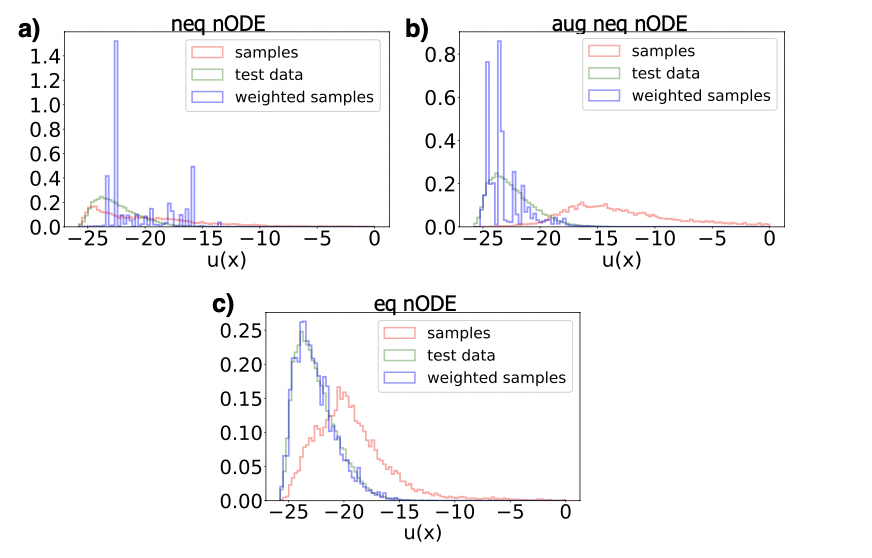 a)
neq nODE
samples
test data
weighted samples
1.4
1.2
1.0
0.8
0.6
0.4
0.2
0.0
−25 −20 −15 −10 −5 0
u(x)
b)
aug neq nODE
samples
test data
weighted samples
0.8
0.6
0.4
0.2
0.0
−25 −20 −15 −10 −5 0
u(x)
c)
eq nODE
samples
test data
weighted samples
0.25
0.20
0.15
0.10
0.05
0.00
−25 −20 −15 −10 −5 0
u(x)